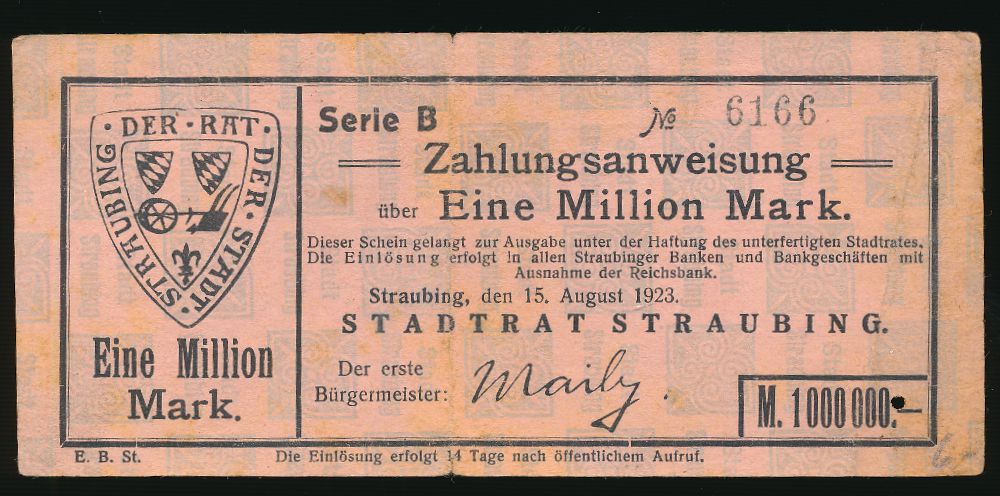 DER · RAT · DER · STADT · STRAUBING
Eine Million
Mark.
Serie B
№ 6166
Zahlungsanweisung
über Eine Million Mark.
Dieser Schein gelangt zur Ausgabe unter der Haftung des unterfertigten Stadtrates.
Die Einlösung erfolgt in allen Straubinger Banken und Bankgeschäften mit
Ausnahme der Reichsbank.
Straubing, den 15. August 1923.
STADTRAT STRAUBING.
Der erste
Bürgermeister:
M. 1000000.—
E. B. St.
Die Einlösung erfolgt 14 Tage nach öffentlichem Aufruf.